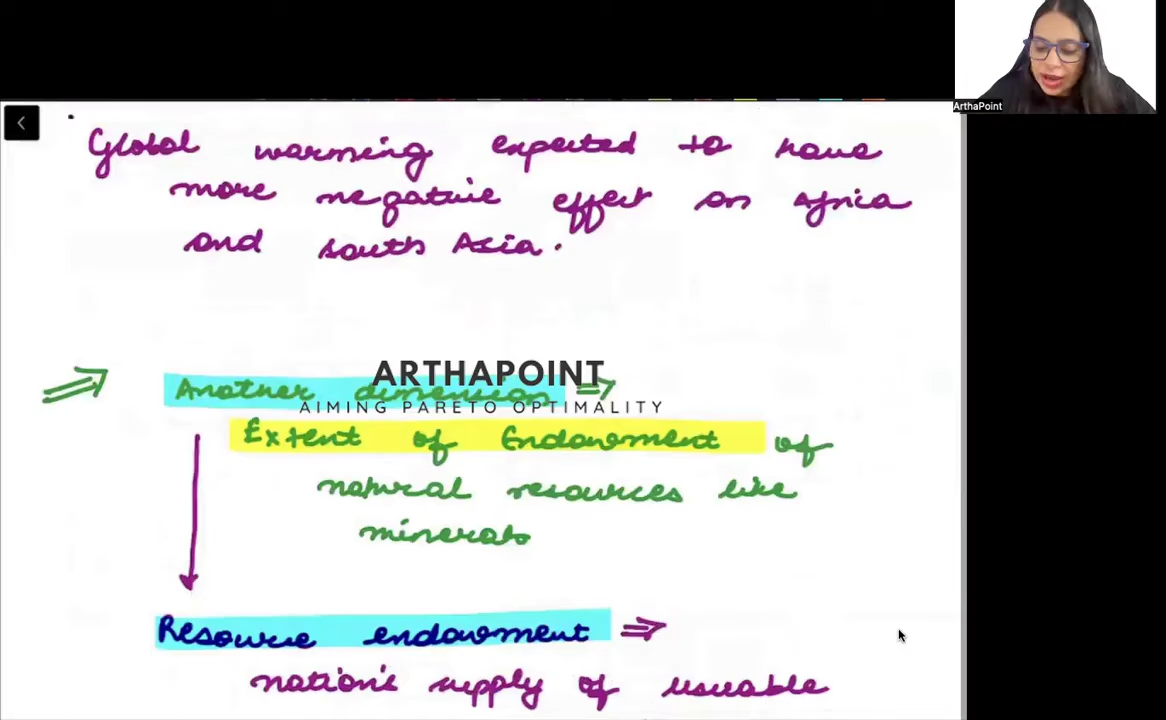 ArthaPoint
Global warming expected to have
more negative effect on Africa
and south Asia.
ARTHAPOINT
Another dimension ⇒
AIMING PARETO OPTIMALITY
Extent of Endowment of
natural resources like
minerals
Resource endowment ⇒
nation's supply of usuable